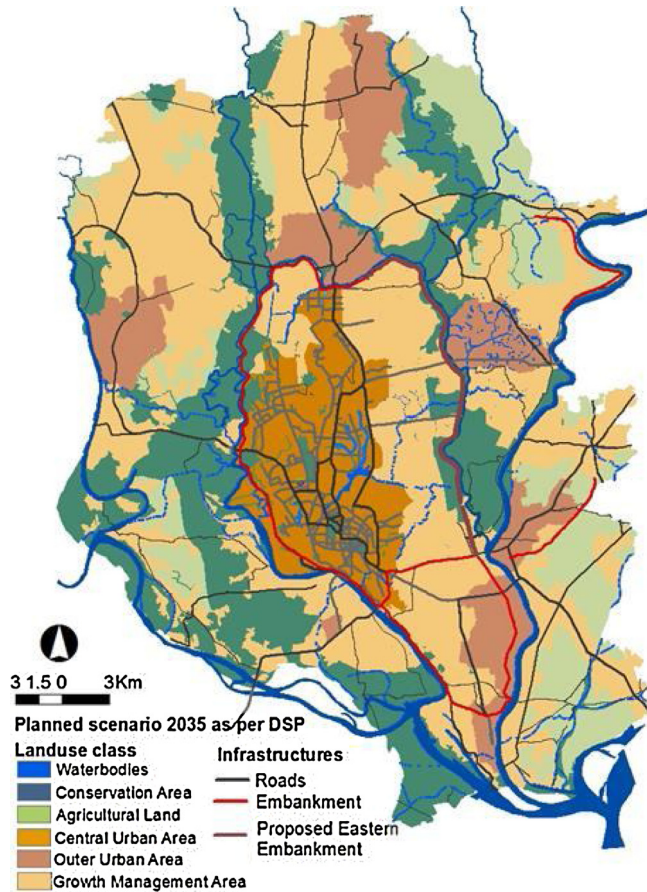 3 1.5 0 3Km
Planned scenario 2035 as per DSP
Landuse class
Waterbodies
Conservation Area
Agricultural Land
Central Urban Area
Outer Urban Area
Growth Management Area
Infrastructures
Roads
Embankment
Proposed Eastern
Embankment